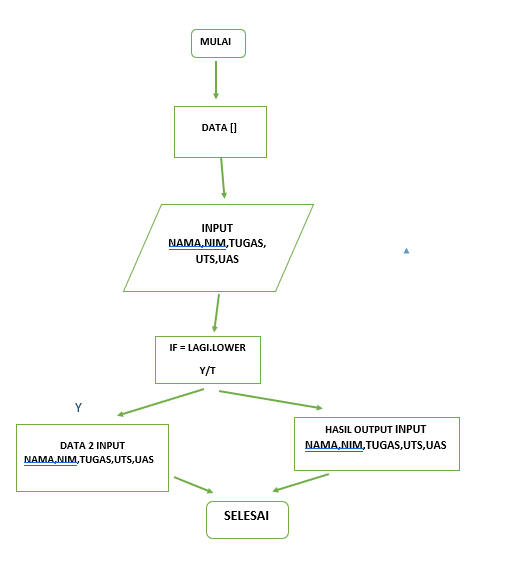 MULAI
DATA []
INPUT
NAMA,NIM,TUGAS,
UTS,UAS
IF = LAGI.LOWER
Y/T
Y
DATA 2 INPUT
NAMA,NIM,TUGAS,UTS,UAS
HASIL OUTPUT INPUT
NAMA,NIM,TUGAS,UTS,UAS
SELESAI